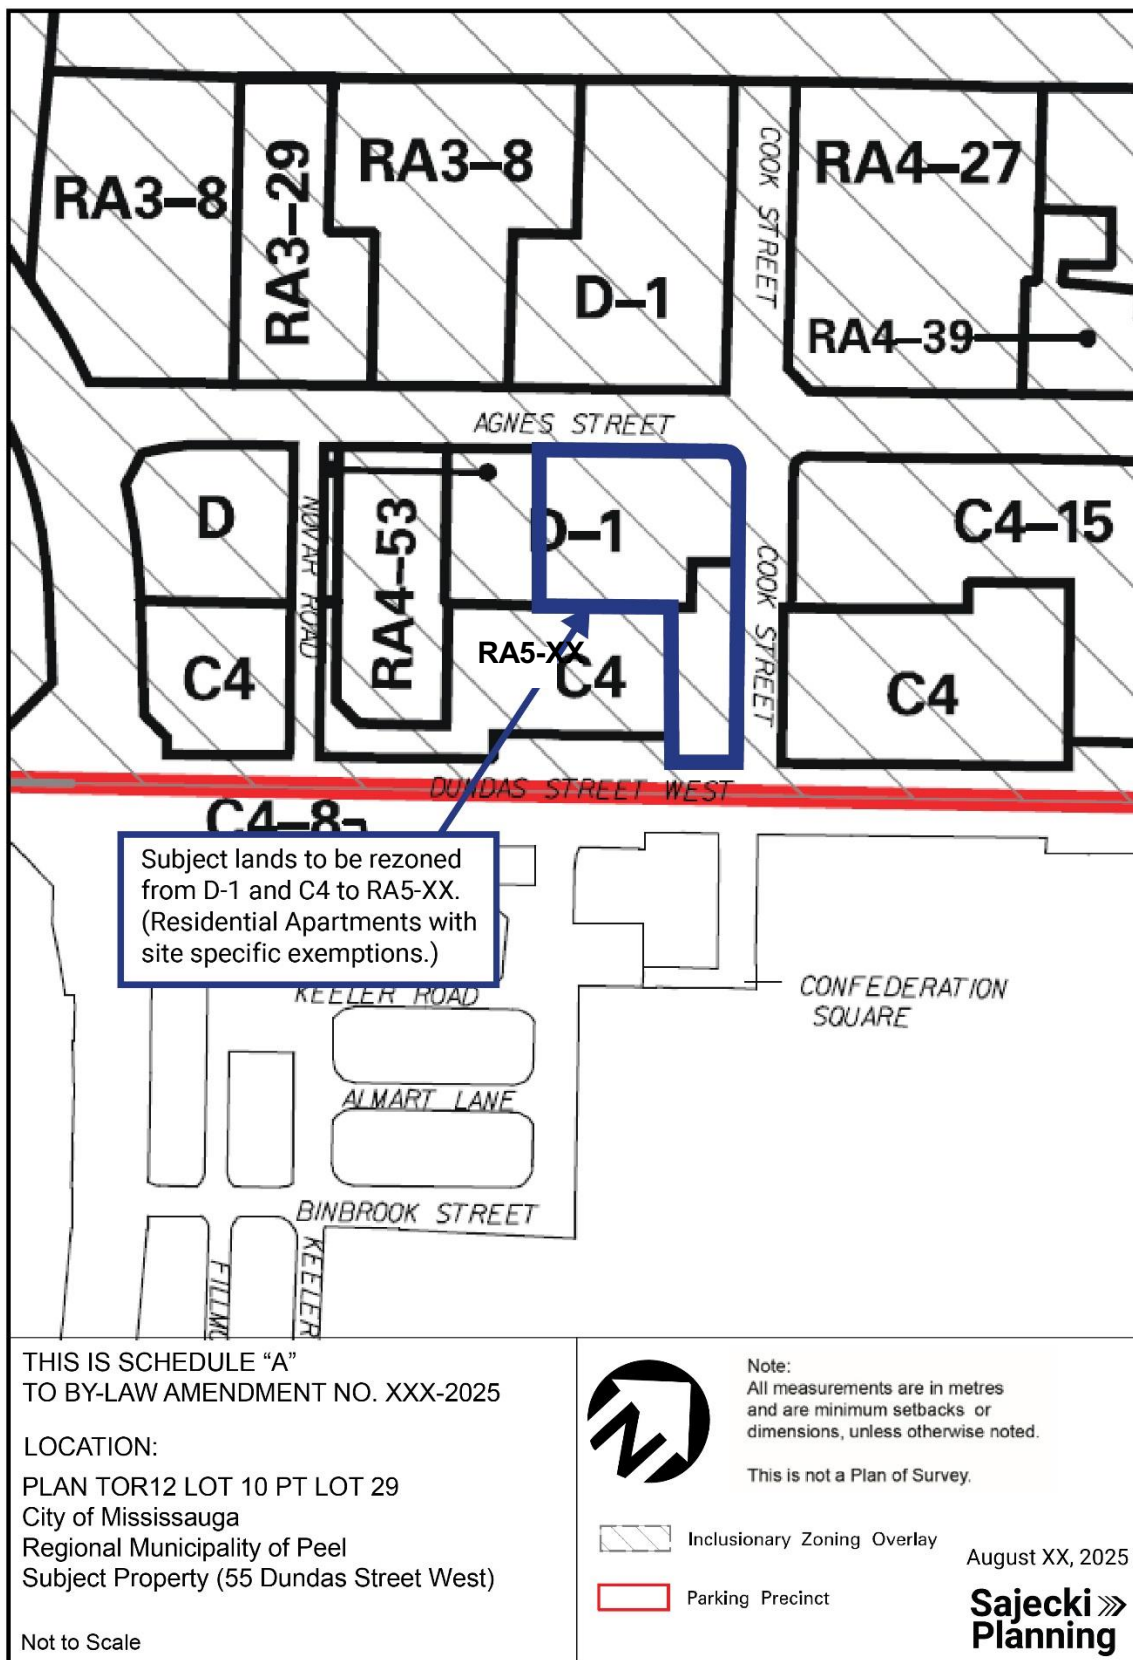 RA3–8
RA3–29
RA3–8
D–1
COOK STREET
RA4–27
RA4–39
AGNES STREET
D
NOVAR ROAD
RA4–53
D–1
COOK STREET
C4–15
C4
RA5-XX
C4
C4
DUNDAS STREET WEST
C4–8
Subject lands to be rezoned
from D-1 and C4 to RA5-XX.
(Residential Apartments with
site specific exemptions.)
KEELER ROAD
CONFEDERATION
SQUARE
ALMART LANE
BINBROOK STREET
FILLMO
KEELER
THIS IS SCHEDULE “A”
TO BY-LAW AMENDMENT NO. XXX-2025
LOCATION:
PLAN TOR12 LOT 10 PT LOT 29
City of Mississauga
Regional Municipality of Peel
Subject Property (55 Dundas Street West)
Not to Scale
N
Note:
All measurements are in metres
and are minimum setbacks or
dimensions, unless otherwise noted.
This is not a Plan of Survey.
Inclusionary Zoning Overlay
Parking Precinct
August XX, 2025
Sajecki
Planning